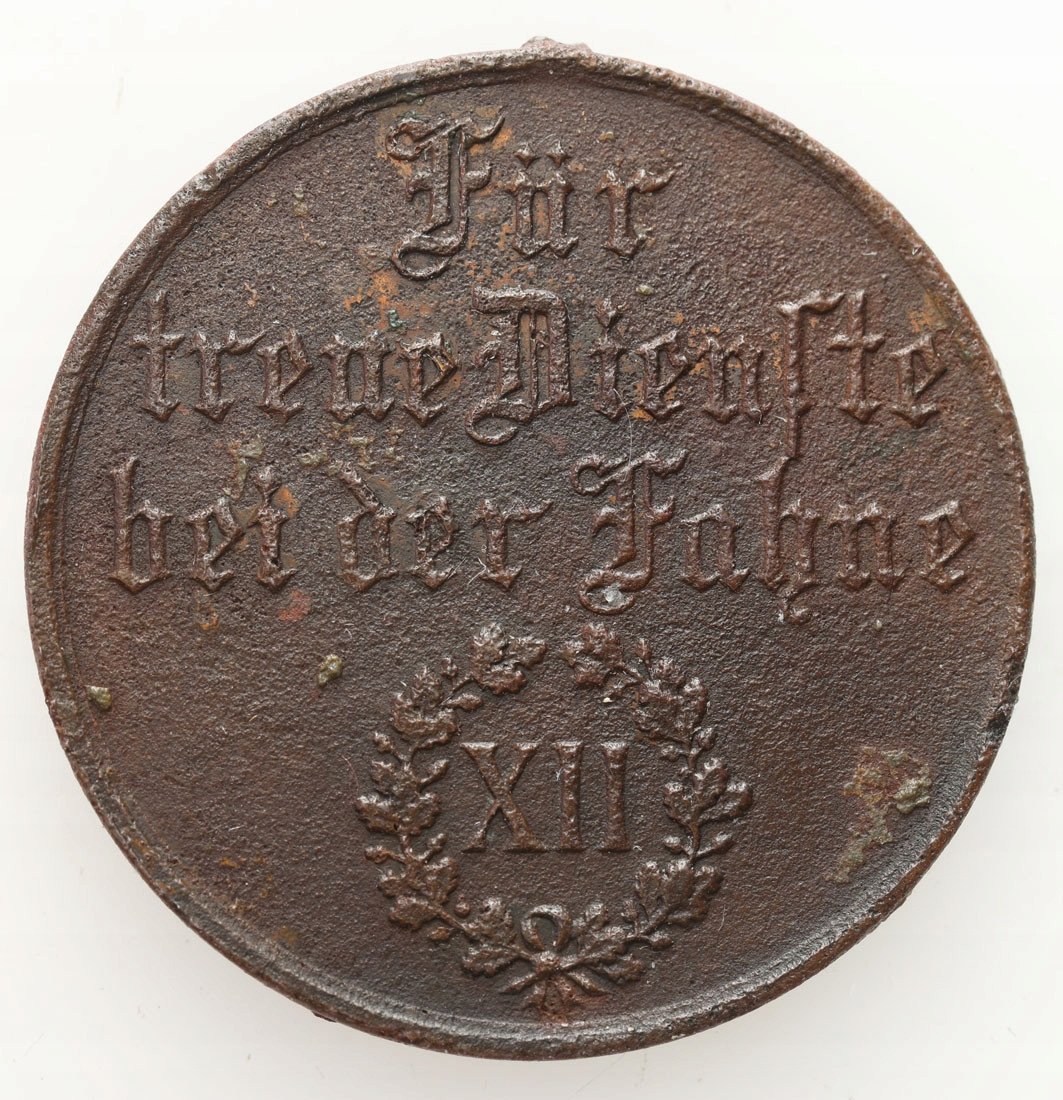 Für
treue Dienſte
bei der Fahne
XII